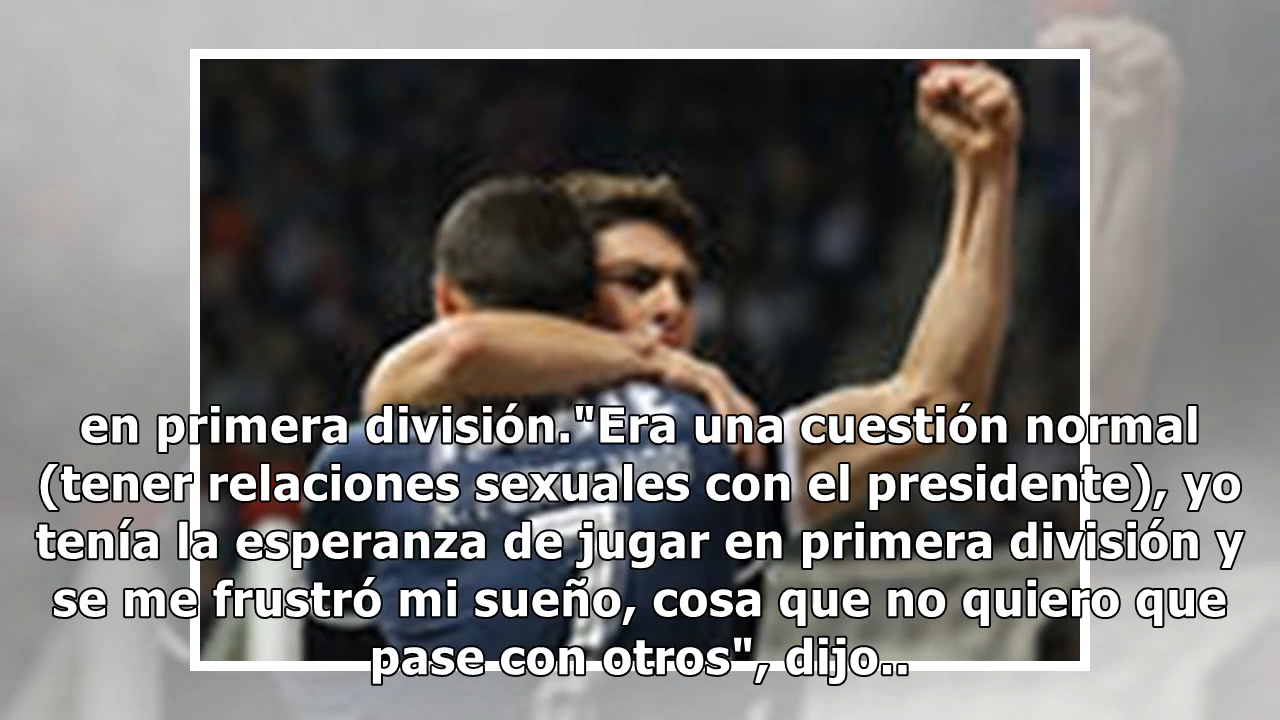 en primera división."Era una cuestión normal
(tener relaciones sexuales con el presidente), yo
tenía la esperanza de jugar en primera división y
se me frustró mi sueño, cosa que no quiero que
pase con otros", dijo..
7